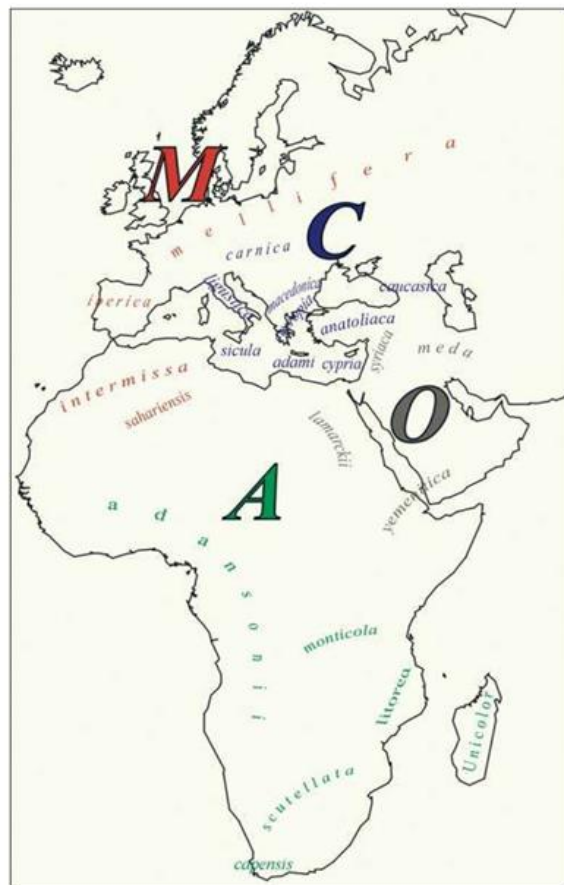 M
mellifera
C
carnica
iberica
ligustica
macedonica
caucasica
anatoliaca
sicula
adami
cypria
syriaca
meda
intermissa
sahariensis
lamarckii
O
A
adansonii
yemenitica
monticola
litorea
Unicolor
scutellata
capensis